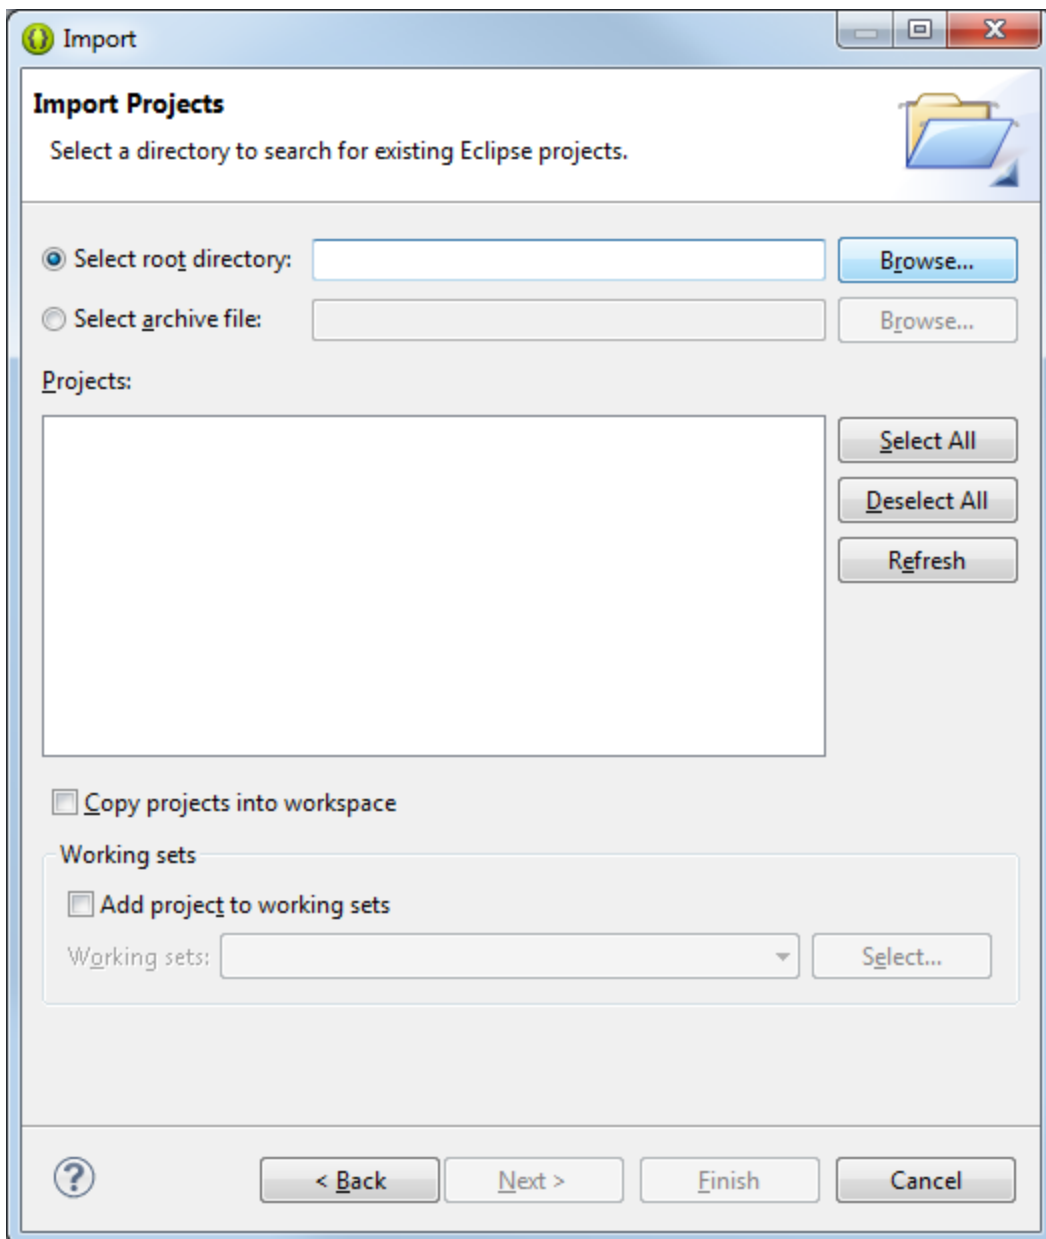 Import
Import Projects
Select a directory to search for existing Eclipse projects.
Select root directory:
Browse...
Select archive file:
Browse...
Projects:
Select All
Deselect All
Refresh
Copy projects into workspace
Working sets
Add project to working sets
Working sets:
Select...
?
< Back
Next >
Finish
Cancel